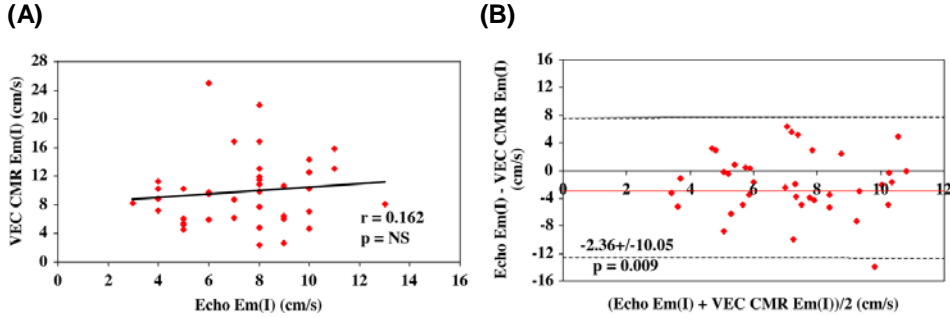 (A)
VEC CMR Em(I) (cm/s)
28
24
20
16
12
8
4
0
r = 0.162
p = NS
2 4 6 8 10 12 14 16
Echo Em(I) (cm/s)
(B)
Echo Em(I) - VEC CMR Em(I)
(cm/s)
16
12
8
4
0
-4
-8
-12
-16
0 2 4 6 8 10 12
-2.36+/-10.05
p = 0.009
(Echo Em(I) + VEC CMR Em(I))/2 (cm/s)